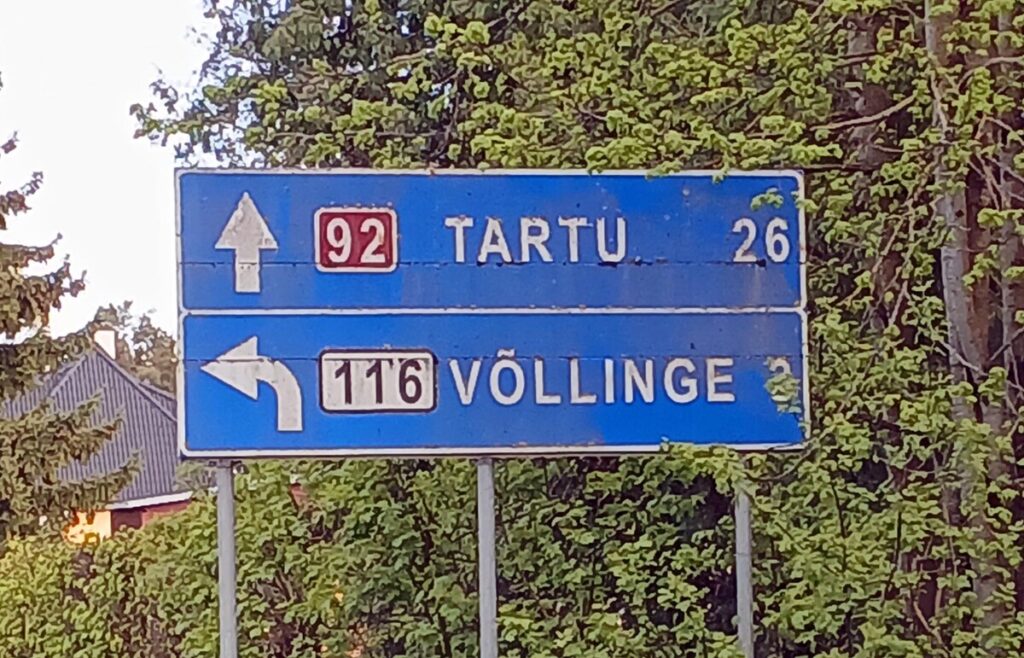 92 TARTU 26
116 VÕLLINGE